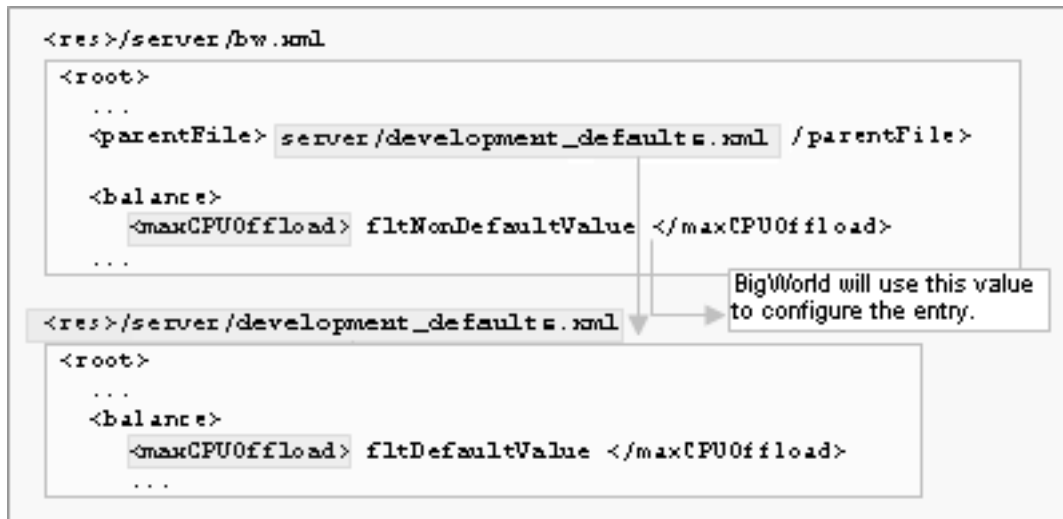 <res>/server/bw.xml
<root>
...
<parentFile> server/development_defaults.xml /parentFile>
<balance>
<maxCPUOffload> fltNonDefaultValue </maxCPUOffload>
...
BigWorld will use this value
to configure the entry.
<res>/server/development_defaults.xml
<root>
...
<balance>
<maxCPUOffload> fltDefaultValue </maxCPUOffload>
...